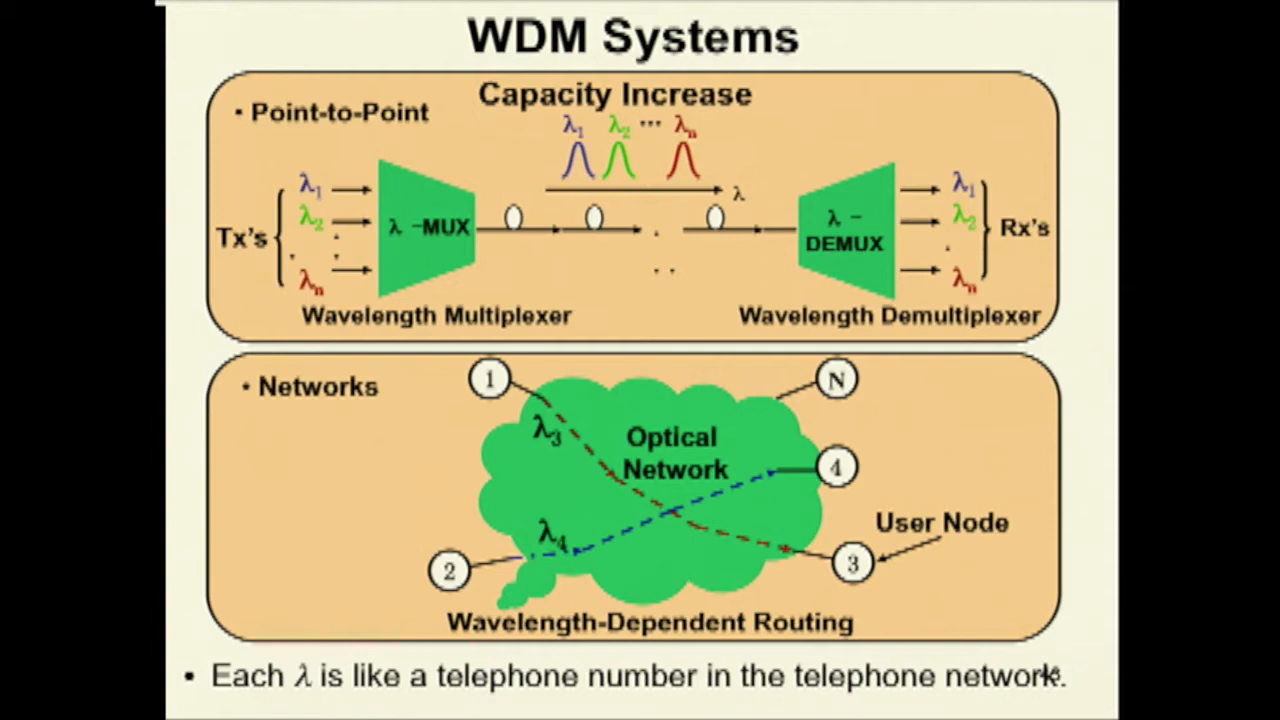 WDM Systems
• Point-to-Point
Capacity Increase
λ1 λ2 ... λn
λ
Tx's
λ1
λ2
λn
λ -MUX
λ -
DEMUX
λ1
λ2
λn
Rx's
Wavelength Multiplexer
Wavelength Demultiplexer
• Networks
1
N
λ3
Optical
Network
4
λ4
User Node
2
3
Wavelength-Dependent Routing
• Each λ is like a telephone number in the telephone network.